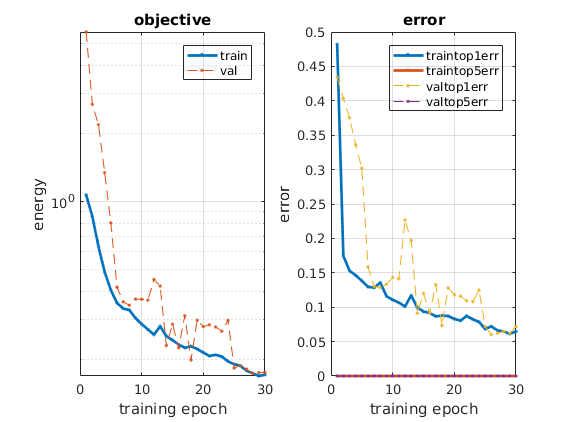 objective
train
val
energy
10^0
0
10
20
30
training epoch
error
traintop1err
traintop5err
valtop1err
valtop5err
error
0.5
0.45
0.4
0.35
0.3
0.25
0.2
0.15
0.1
0.05
0
0
10
20
30
training epoch